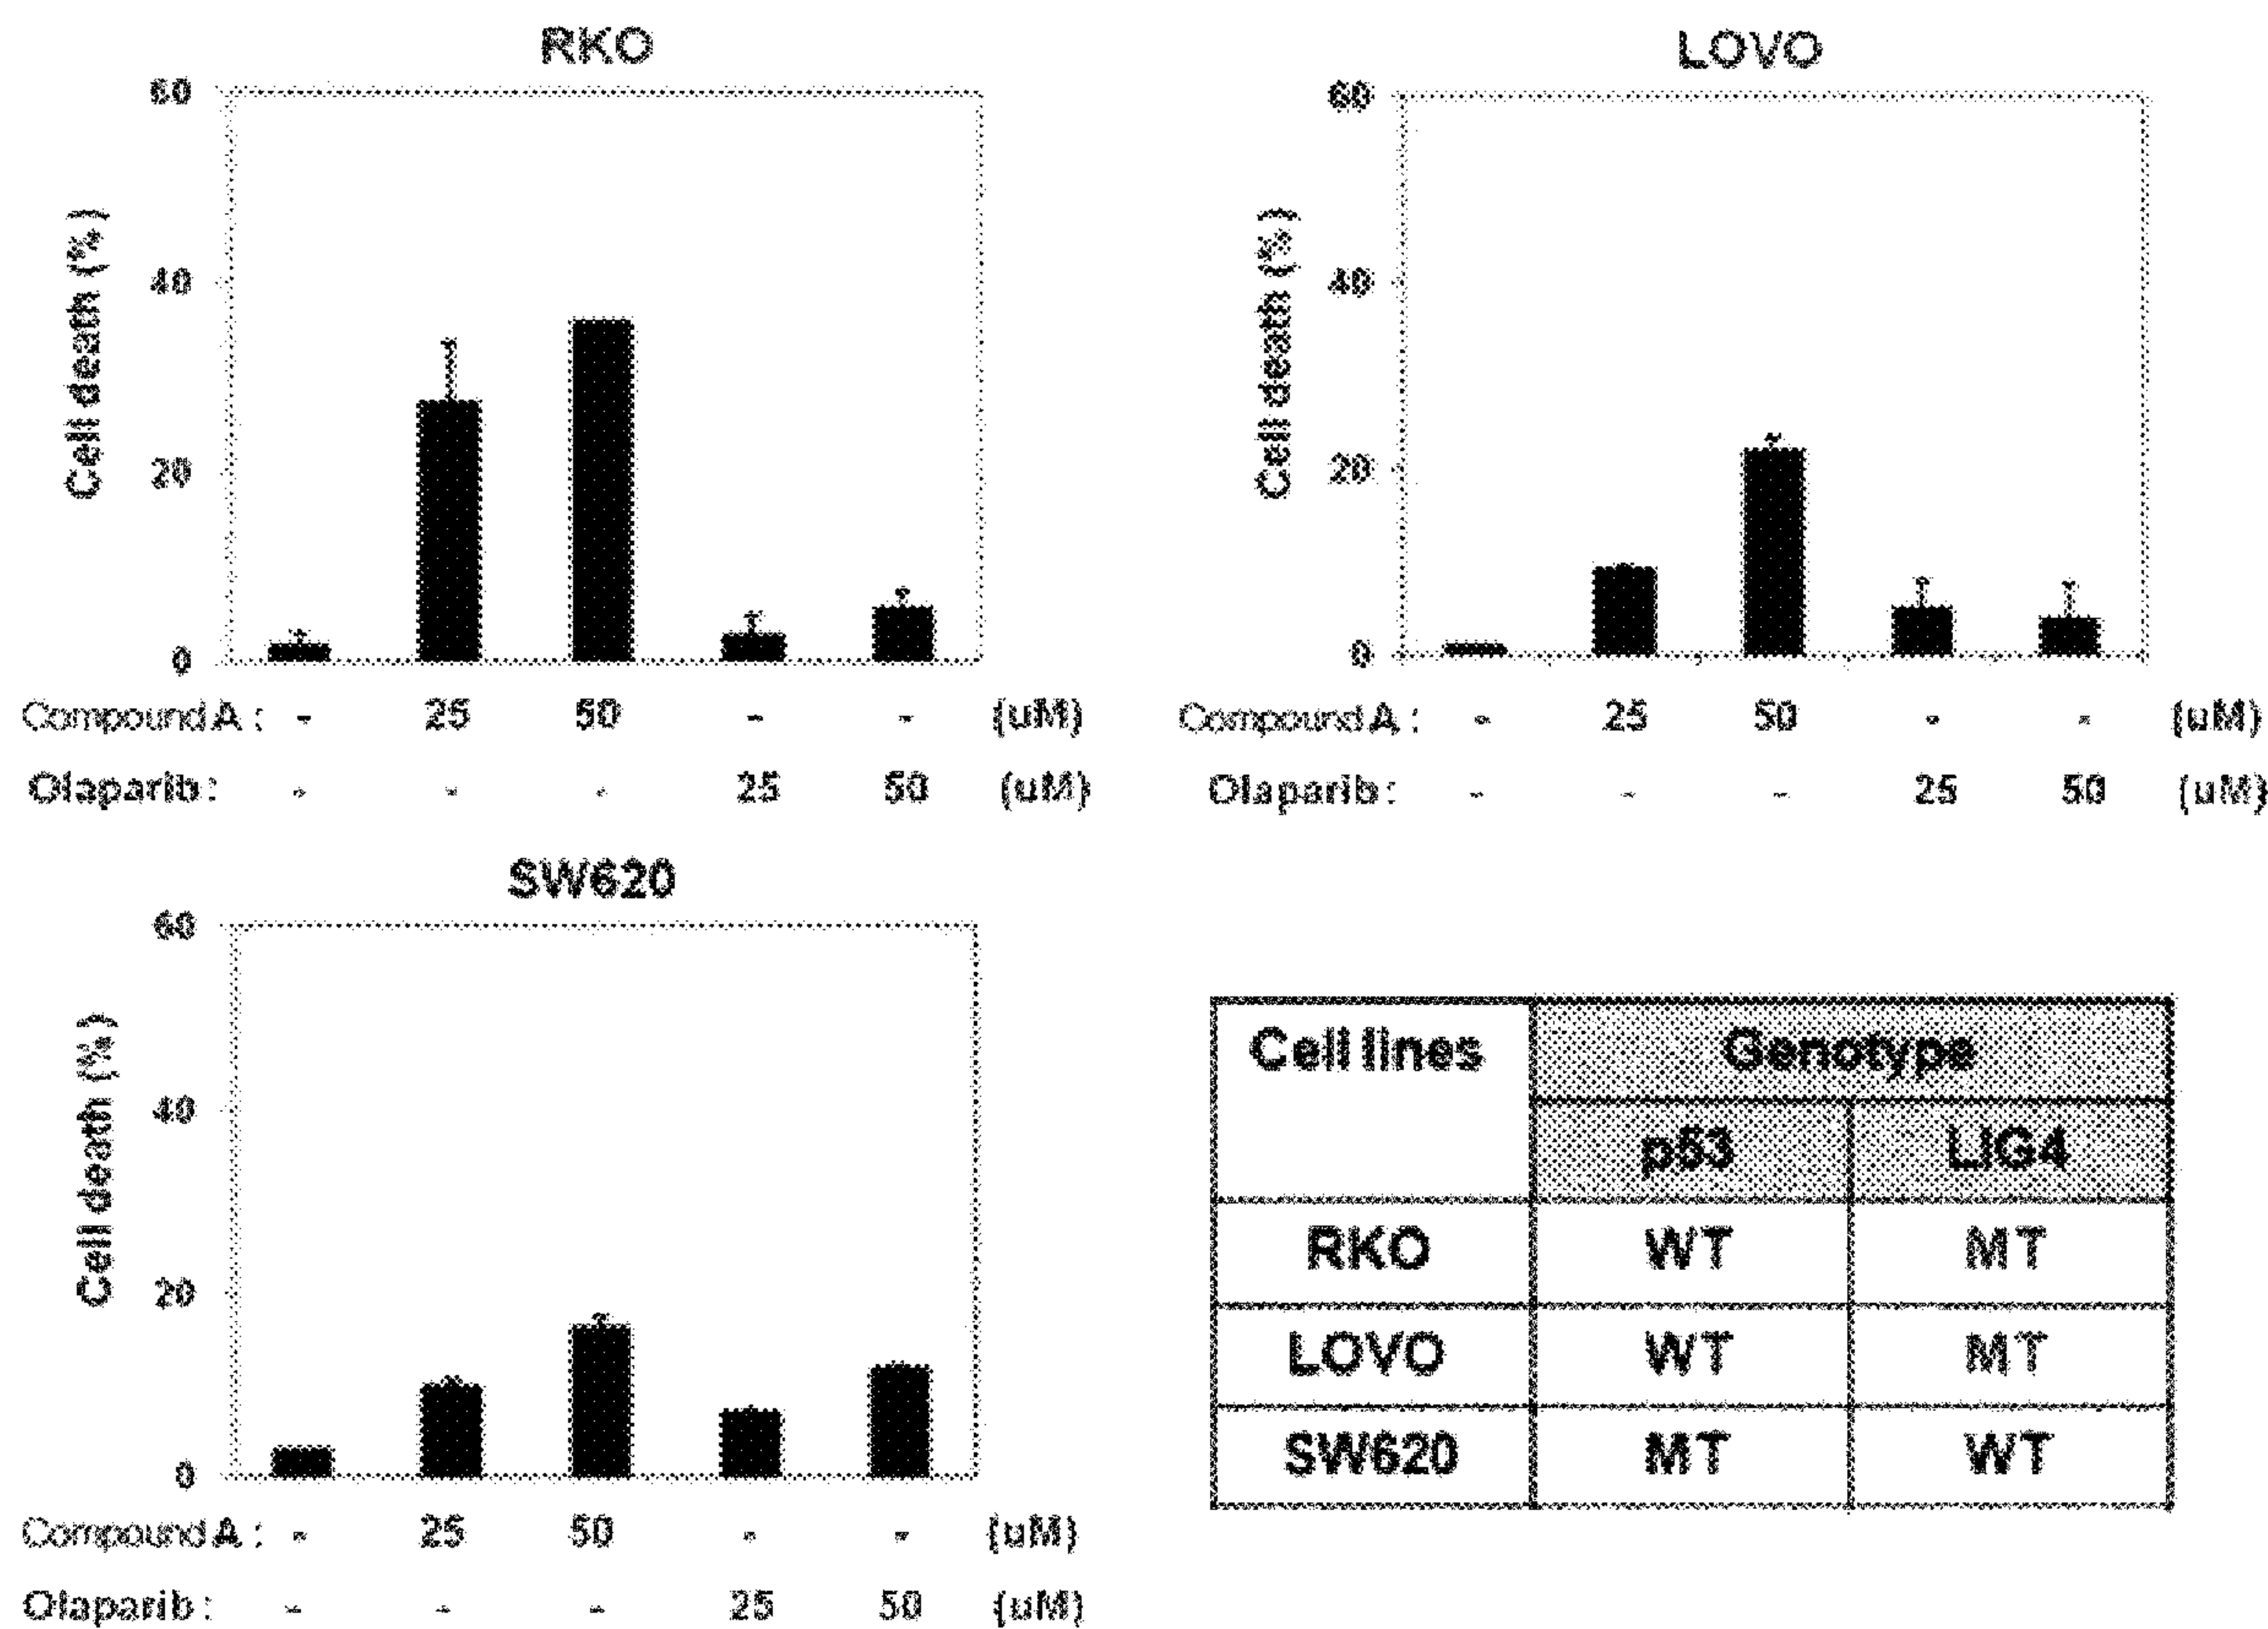 RKO
60
40
20
0
Cell death (%)
Compound A : - 25 50 - - (uM)
Olaparib : - - - 25 50 (uM)
LOVO
60
40
20
0
Cell death (%)
Compound A : - 25 50 - - (uM)
Olaparib : - - - 25 50 (uM)
SW620
60
40
20
0
Cell death (%)
Compound A : - 25 50 - - (uM)
Olaparib : - - - 25 50 (uM)
Cell lines Genotype
p53 LIG4
RKO WT MT
LOVO WT MT
SW620 MT WT